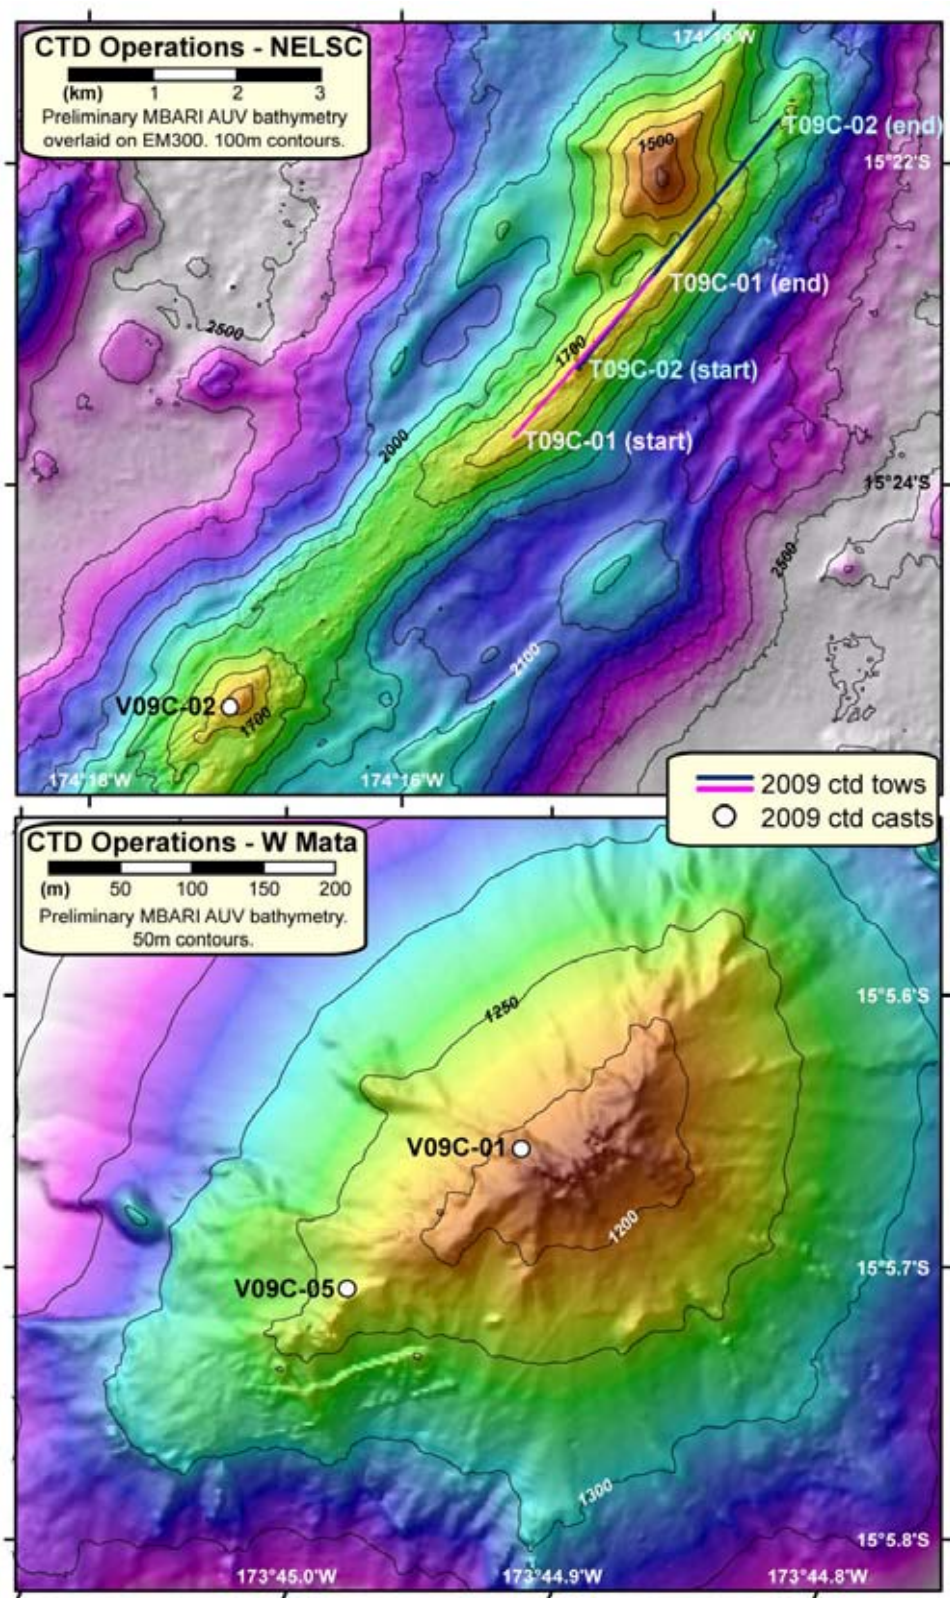 CTD Operations - NELSC
(km) 1 2 3
Preliminary MBARI AUV bathymetry
overlaid on EM300. 100m contours.
174°14'W
T09C-02 (end)
1500
15°22'S
T09C-01 (end)
2500
1700
T09C-02 (start)
T09C-01 (start)
2000
15°24'S
2500
2100
V09C-02
1700
174°18'W
174°16'W
2009 ctd tows
2009 ctd casts
CTD Operations - W Mata
(m) 50 100 150 200
Preliminary MBARI AUV bathymetry.
50m contours.
15°5.6'S
1250
V09C-01
1200
15°5.7'S
V09C-05
1300
15°5.8'S
173°45.0'W
173°44.9'W
173°44.8'W